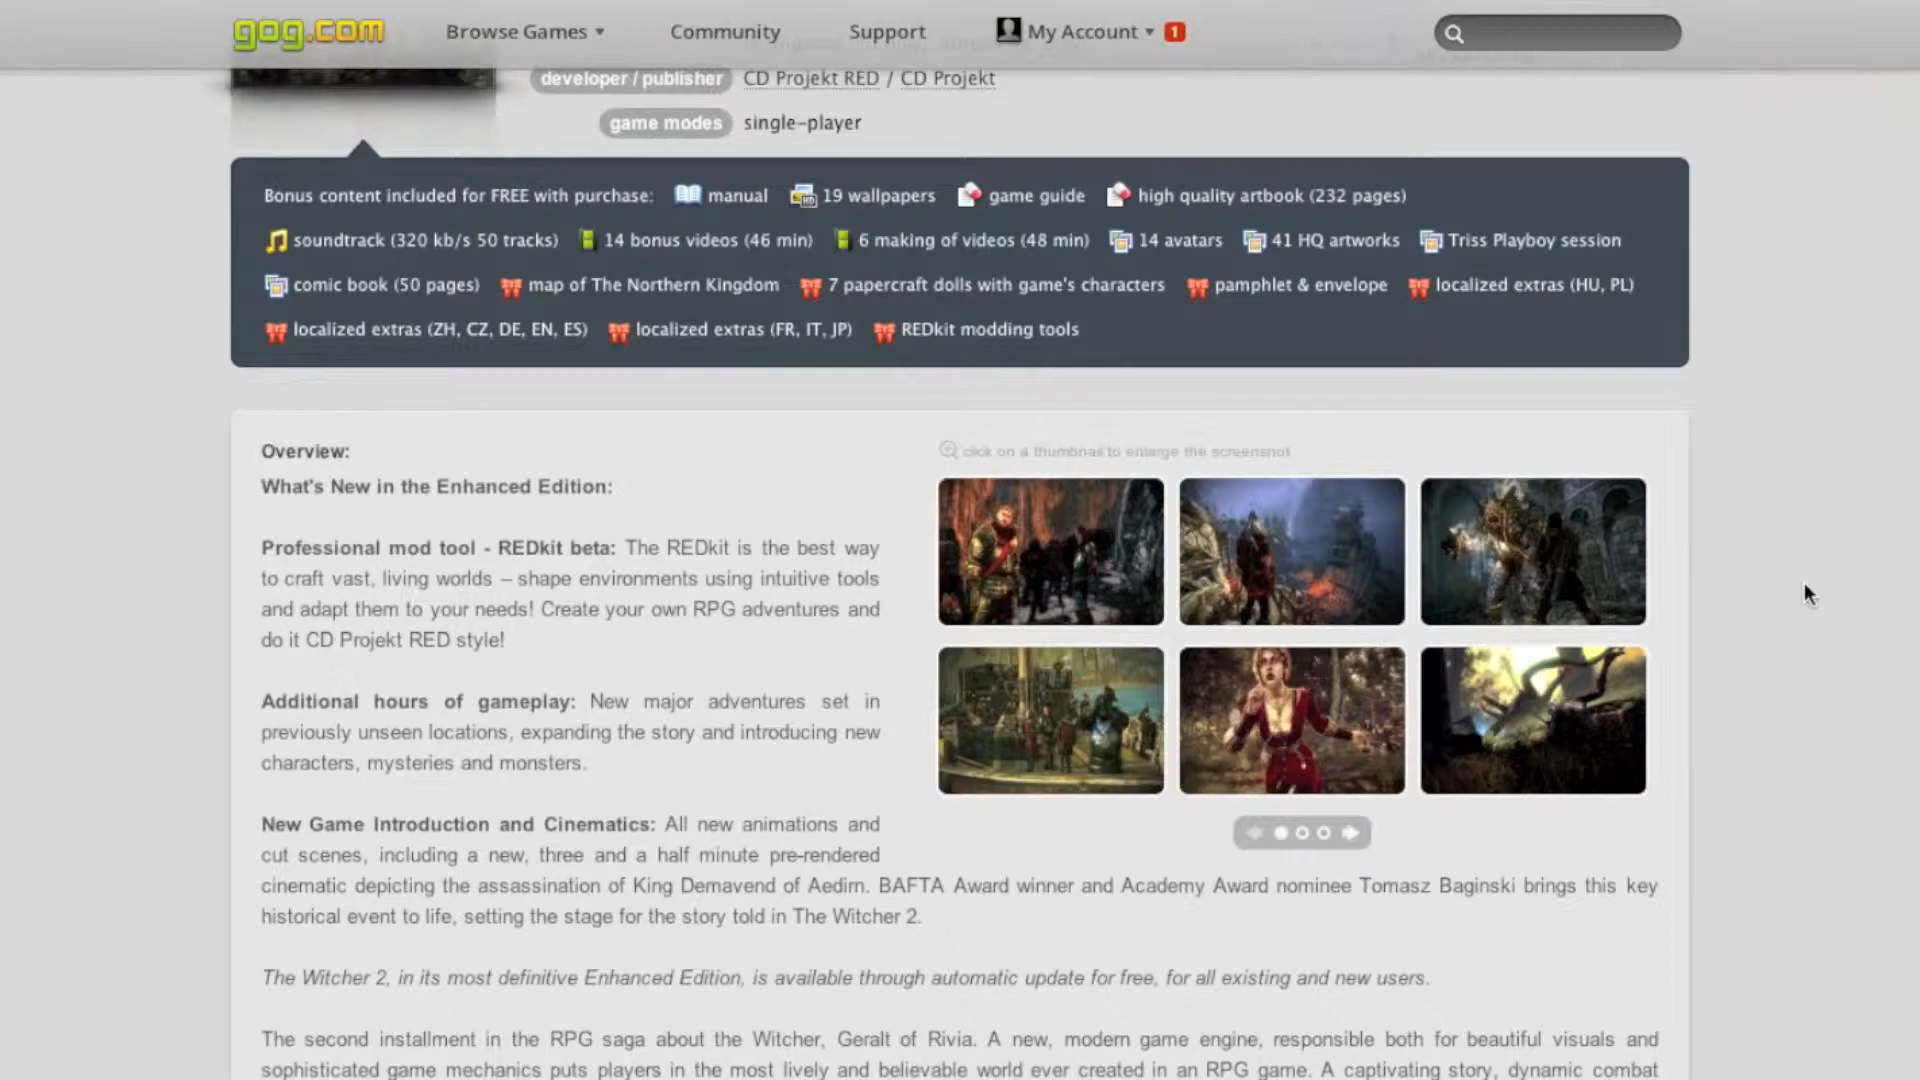 gog.com Browse Games Community Support My Account 1
developer / publisher CD Projekt RED / CD Projekt
game modes single-player
Bonus content included for FREE with purchase: manual 19 wallpapers game guide high quality artbook (232 pages)
soundtrack (320 kb/s 50 tracks) 14 bonus videos (46 min) 6 making of videos (48 min) 14 avatars 41 HQ artworks Triss Playboy session
comic book (50 pages) map of The Northern Kingdom 7 papercraft dolls with game's characters pamphlet & envelope localized extras (HU, PL)
localized extras (ZH, CZ, DE, EN, ES) localized extras (FR, IT, JP) REDkit modding tools
Overview:
click on a thumbnail to enlarge the screenshot
What's New in the Enhanced Edition:
Professional mod tool - REDkit beta: The REDkit is the best way
to craft vast, living worlds – shape environments using intuitive tools
and adapt them to your needs! Create your own RPG adventures and
do it CD Projekt RED style!
Additional hours of gameplay: New major adventures set in
previously unseen locations, expanding the story and introducing new
characters, mysteries and monsters.
New Game Introduction and Cinematics: All new animations and
cut scenes, including a new, three and a half minute pre-rendered
cinematic depicting the assassination of King Demavend of Aedirn. BAFTA Award winner and Academy Award nominee Tomasz Baginski brings this key
historical event to life, setting the stage for the story told in The Witcher 2.
The Witcher 2, in its most definitive Enhanced Edition, is available through automatic update for free, for all existing and new users.
The second installment in the RPG saga about the Witcher, Geralt of Rivia. A new, modern game engine, responsible both for beautiful visuals and
sophisticated game mechanics puts players in the most lively and believable world ever created in an RPG game. A captivating story, dynamic combat